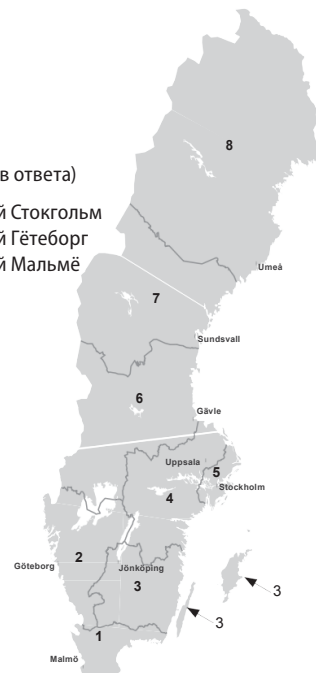 8
в ответа)
й Стокгольм
й Гётеборг
й Мальмё
Umeå
7
Sundsvall
6
Gävle
Uppsala
5
Stockholm
4
2
Göteborg
Jönköping
3
3
3
1
Malmö